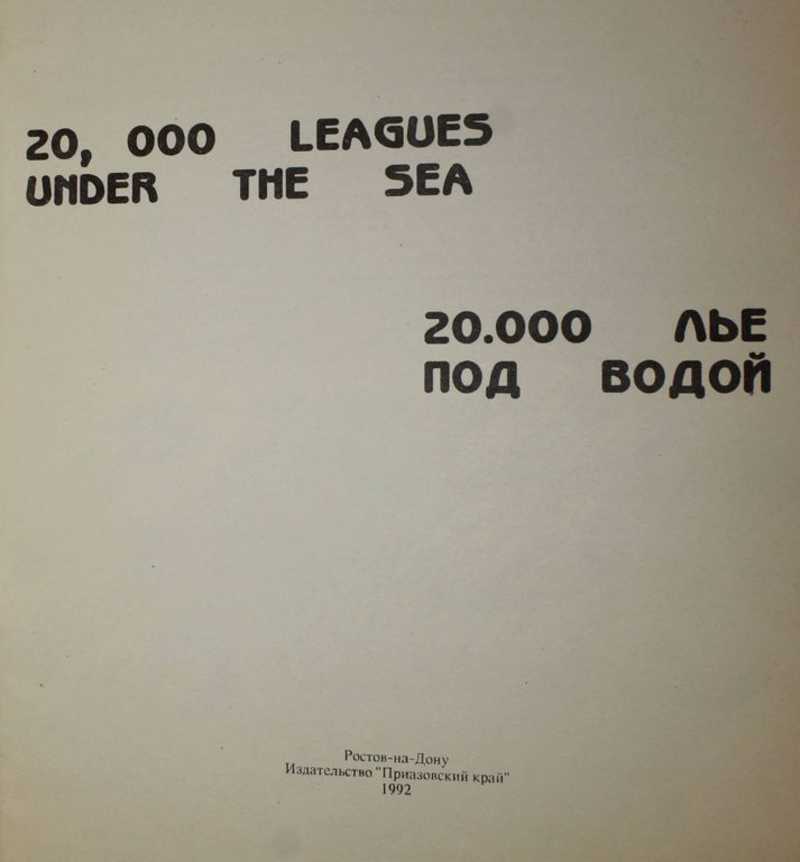 20, 000 LEAGUES
UNDER THE SEA
20.000 ЛЬЕ
ПОД ВОДОЙ
Ростов-на-Дону
Издательство "Приазовский край"
1992